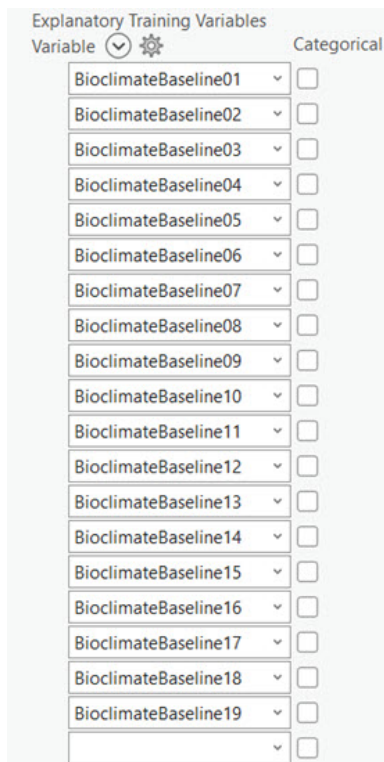 Explanatory Training Variables
Variable Categorical
BioclimateBaseline01
BioclimateBaseline02
BioclimateBaseline03
BioclimateBaseline04
BioclimateBaseline05
BioclimateBaseline06
BioclimateBaseline07
BioclimateBaseline08
BioclimateBaseline09
BioclimateBaseline10
BioclimateBaseline11
BioclimateBaseline12
BioclimateBaseline13
BioclimateBaseline14
BioclimateBaseline15
BioclimateBaseline16
BioclimateBaseline17
BioclimateBaseline18
BioclimateBaseline19